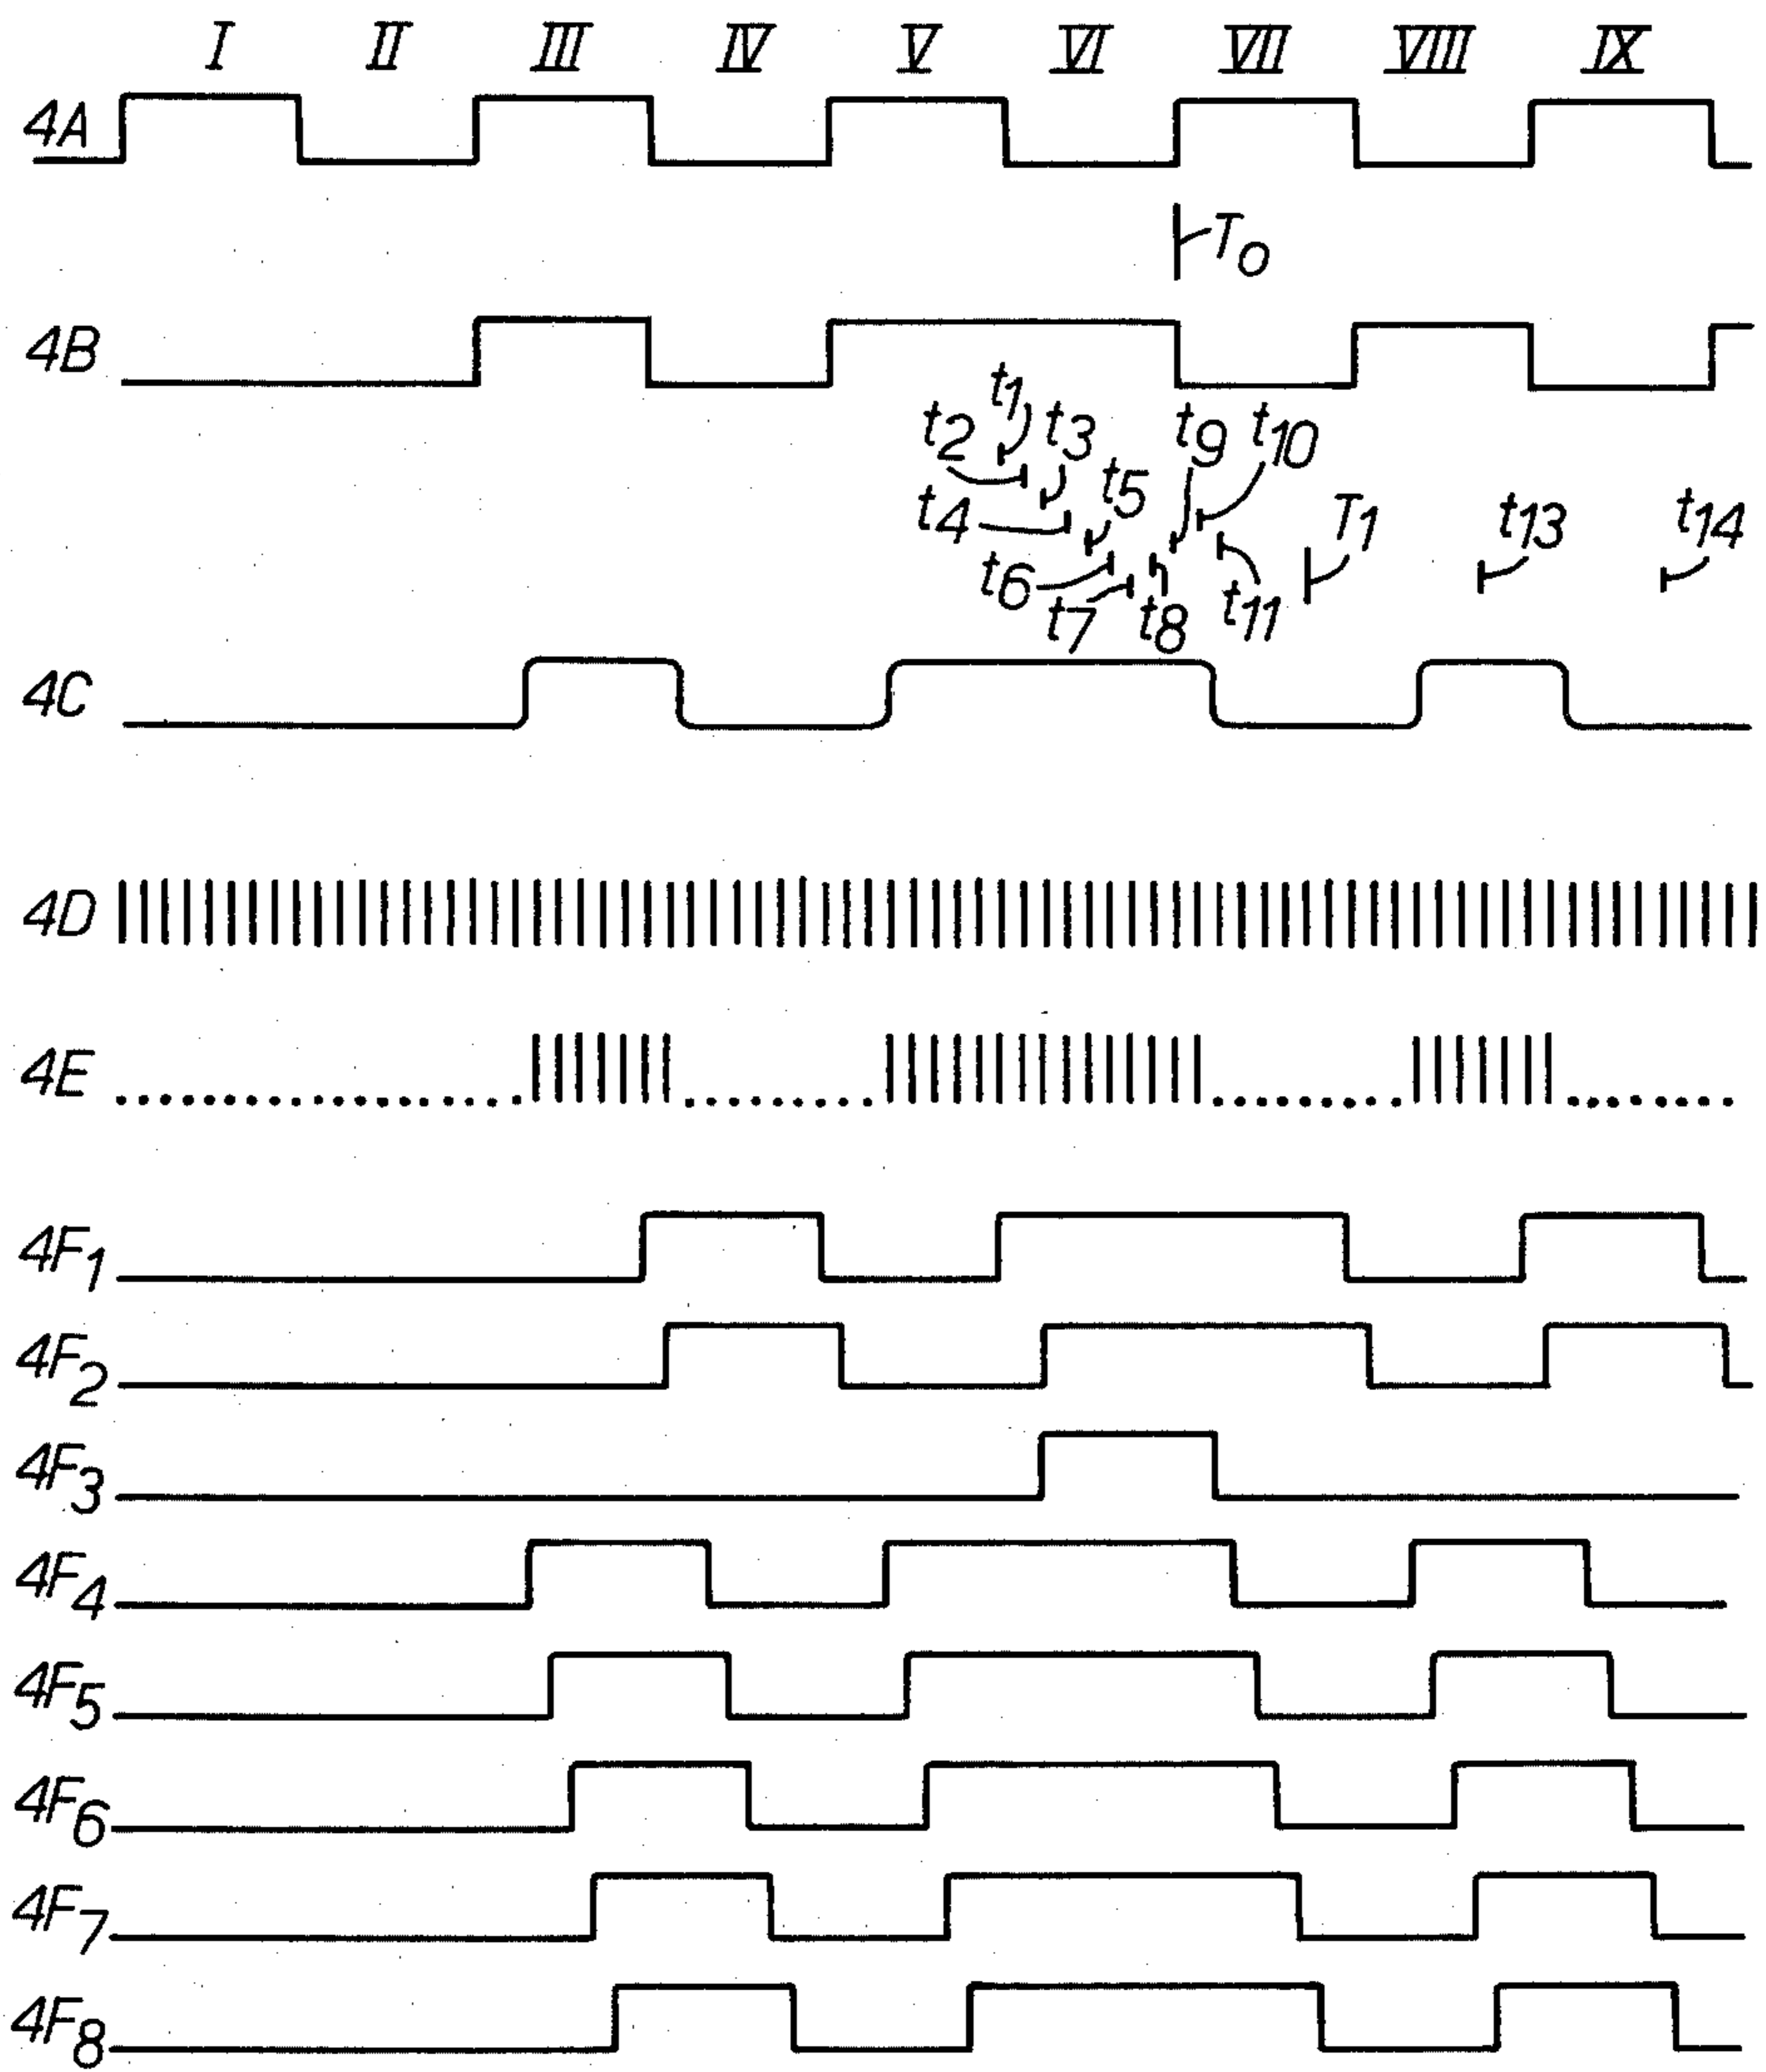 I II III IV V VI VII VIII IX
4A
T0
4B
t1
t2 t3 t9 t10
t4 t5 T1 t13 t14
t6 t7 t8 t11
4C
4D
4E
4F1
4F2
4F3
4F4
4F5
4F6
4F7
4F8